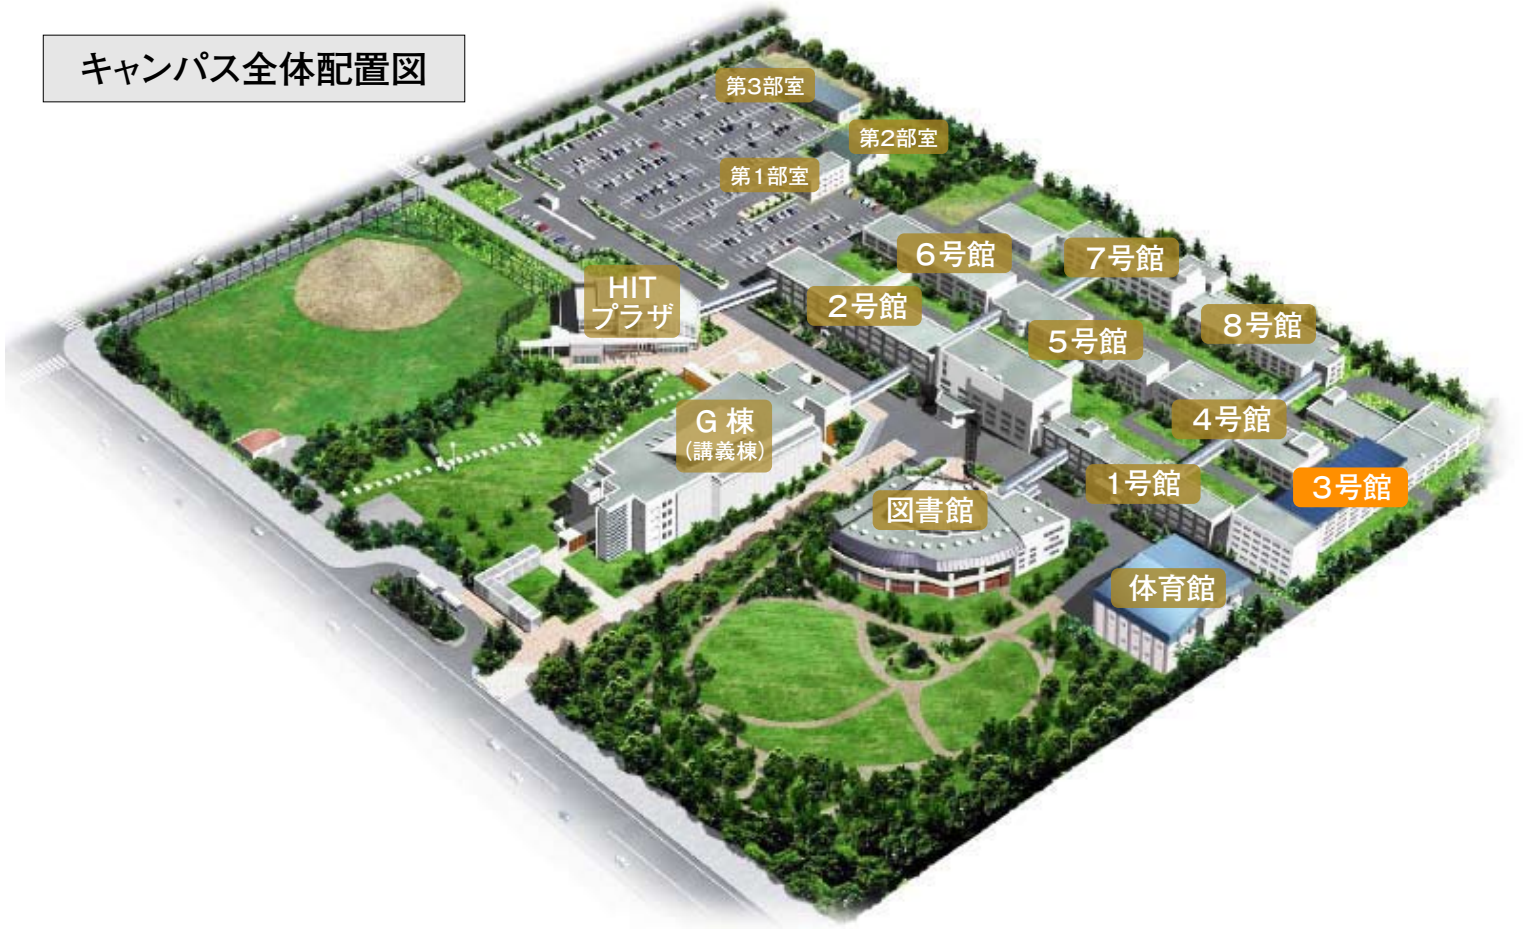 キャンパス全体配置図
第3部室
第2部室
第1部室
6号館
7号館
HIT
プラザ
2号館
5号館
8号館
G 棟
(講義棟)
4号館
1号館
3号館
図書館
体育館